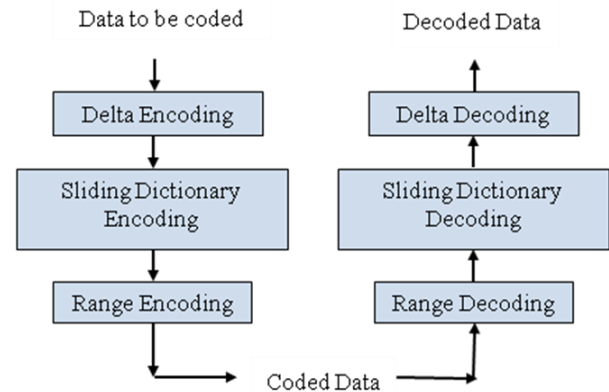 Data to be coded
Delta Encoding
Sliding Dictionary
Encoding
Range Encoding
Coded Data
Range Decoding
Sliding Dictionary
Decoding
Delta Decoding
Decoded Data